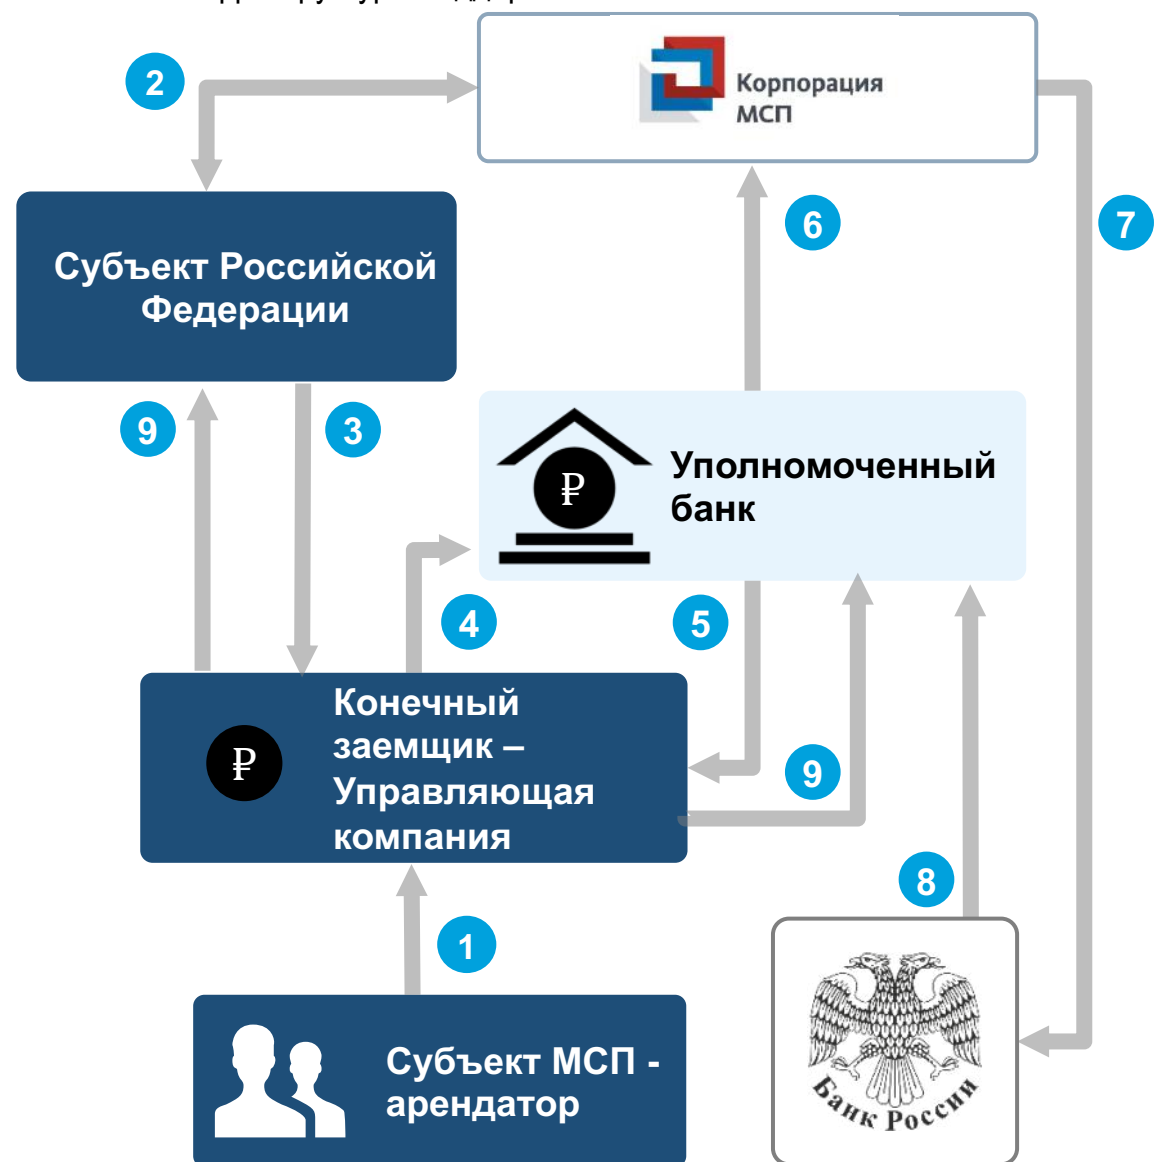 2
Корпорация
МСП
Субъект Российской
Федерации
6
7
9
3
₽
Уполномоченный
банк
4
5
₽
Конечный
заемщик –
Управляющая
компания
9
8
1
Субъект МСП -
арендатор
Банк России